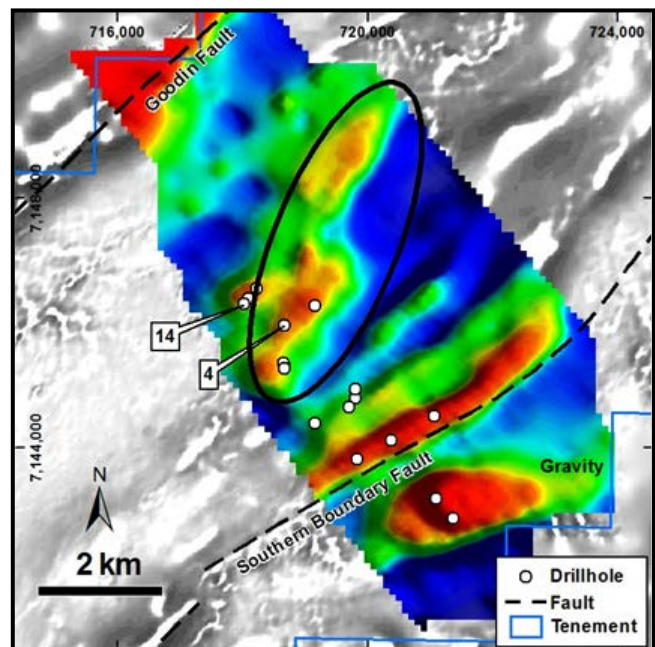 716,000
720,000
724,000
Goodin Fault
7,148,000
14
4
7,144,000
Gravity
Southern Boundary Fault
N
2 km
Drillhole
Fault
Tenement